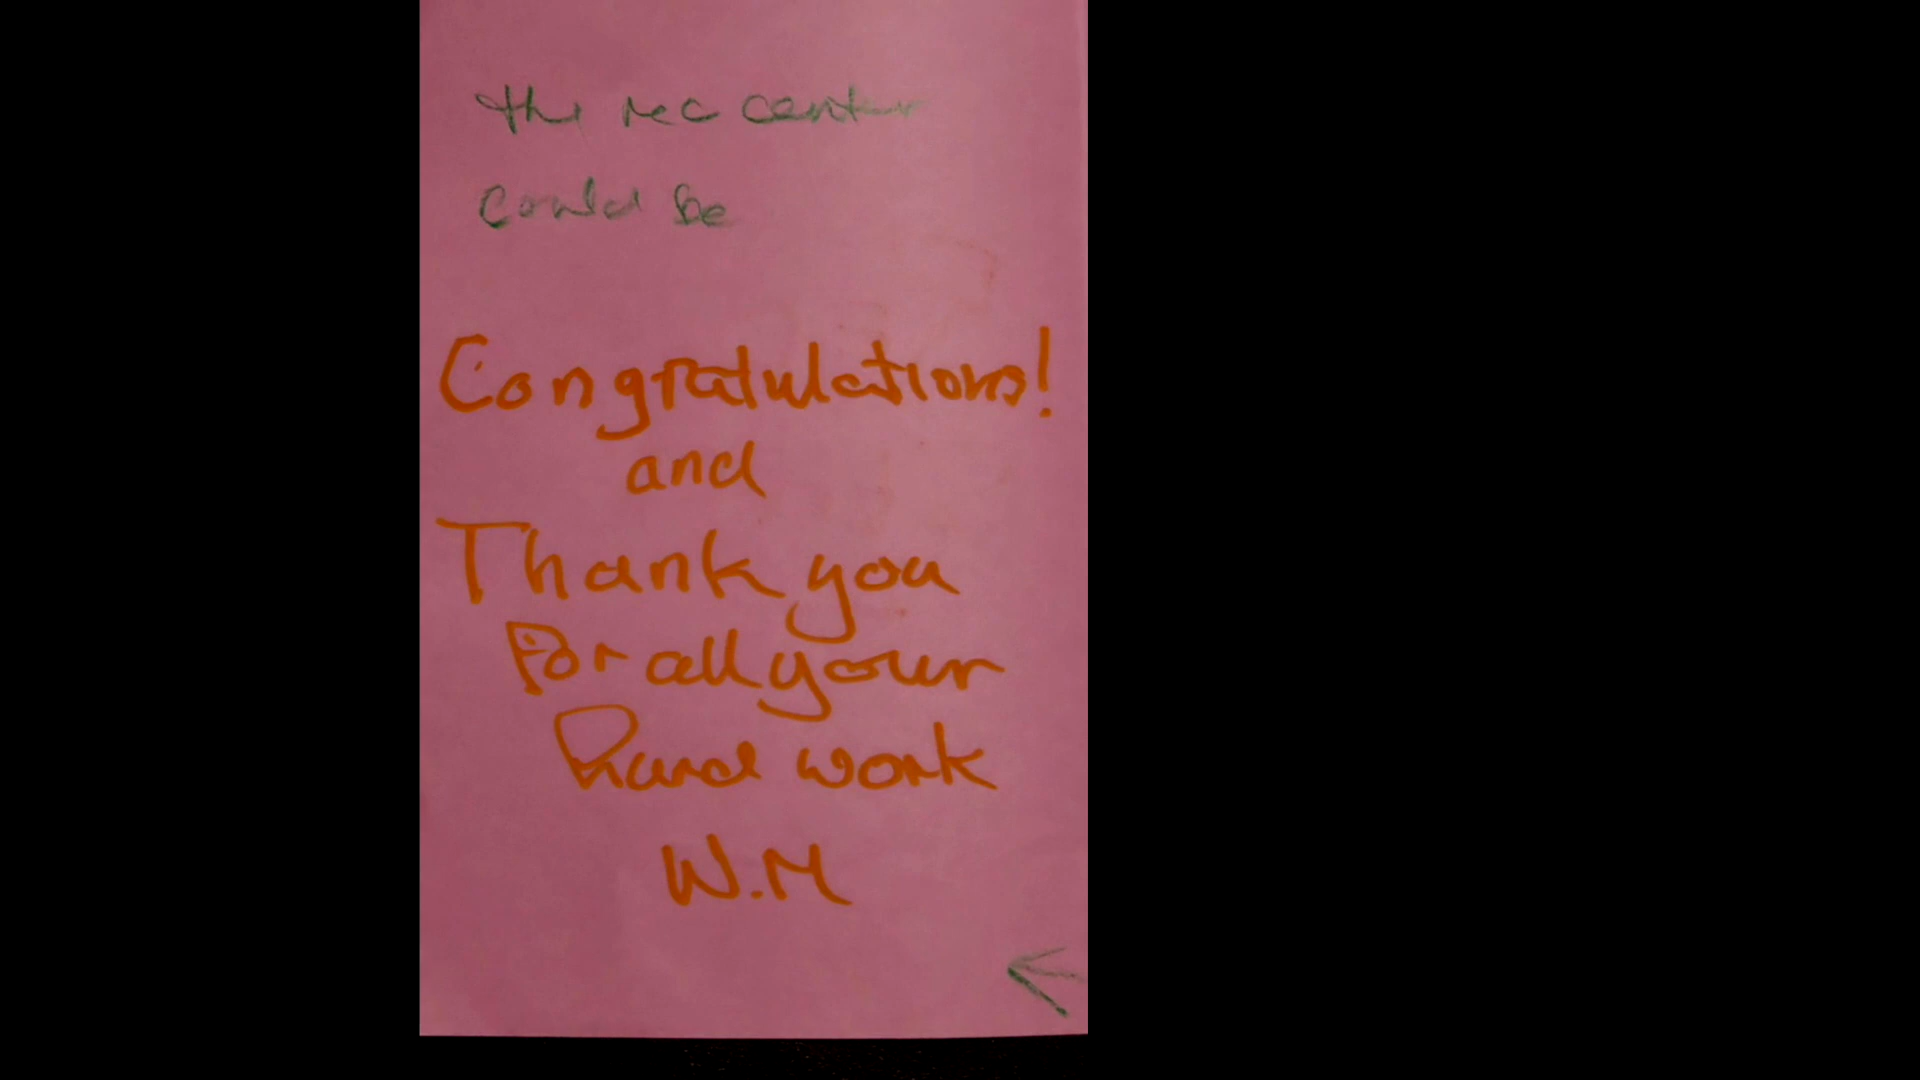 the rec center
could be
Congratulations!
and
Thank you
for all your
hard work
W.M